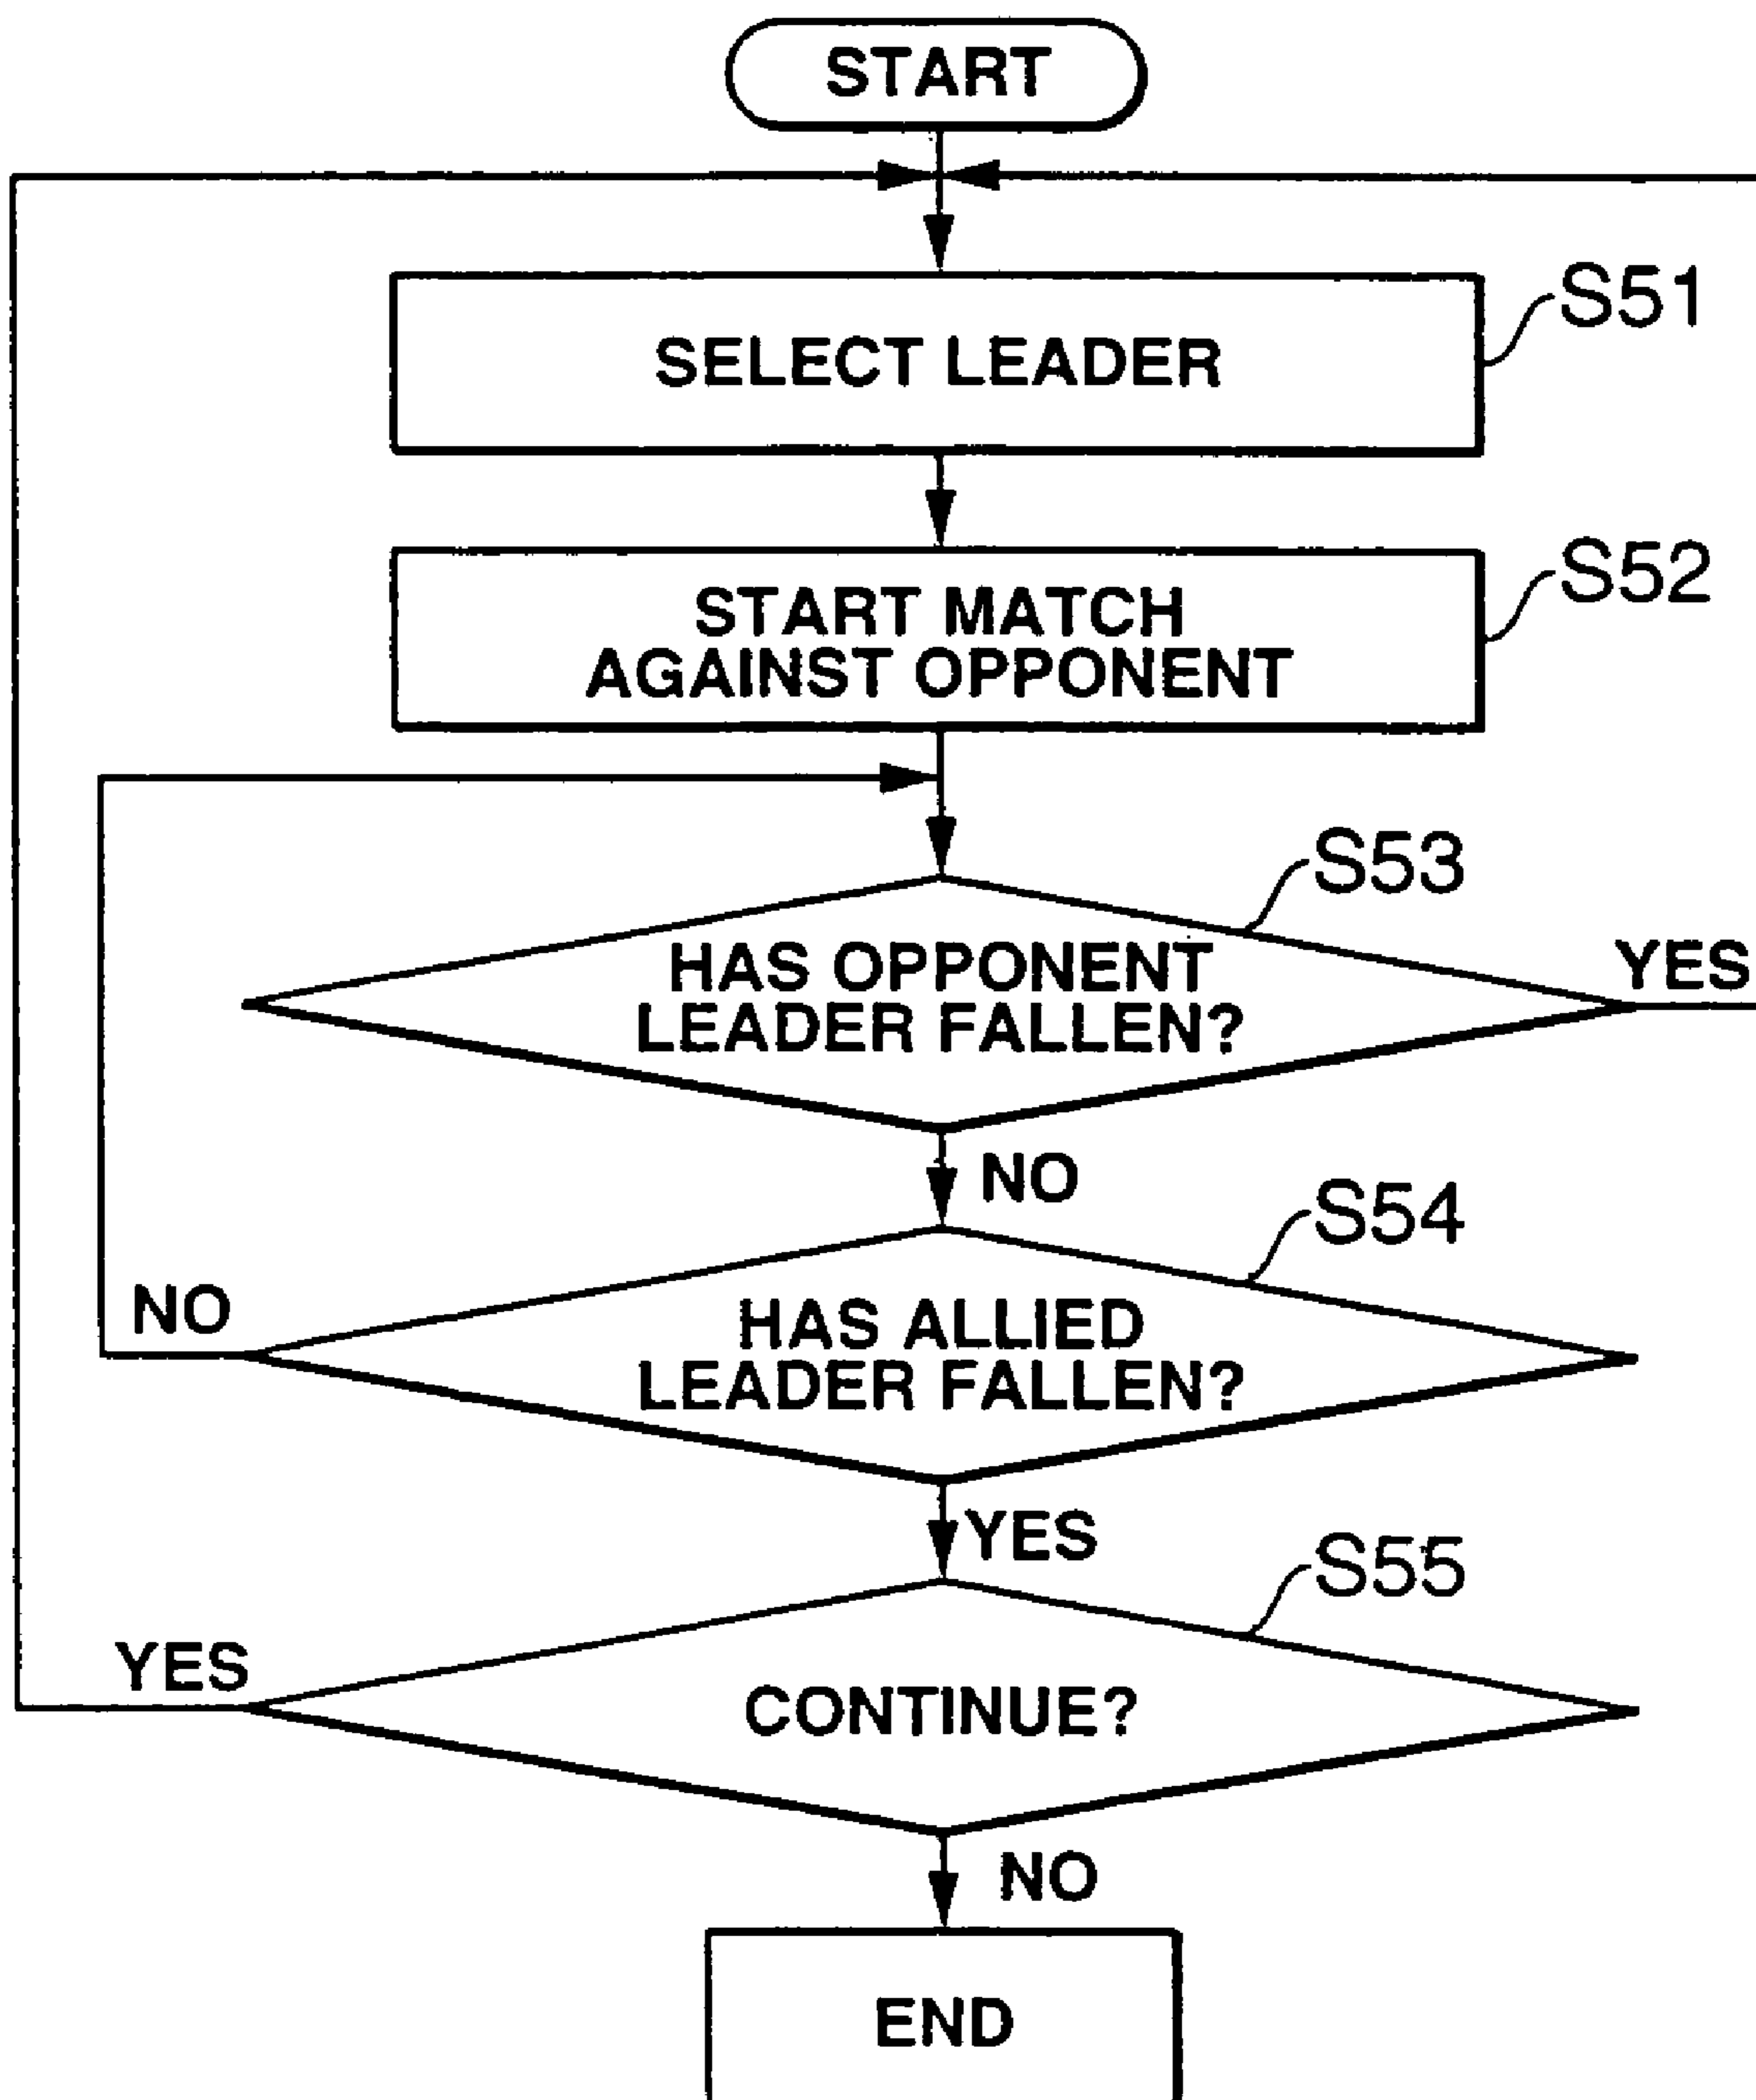 START
SELECT LEADER
S51
START MATCH
AGAINST OPPONENT
S52
S53
HAS OPPONENT
LEADER FALLEN?
YES
NO
S54
HAS ALLIED
LEADER FALLEN?
NO
YES
S55
CONTINUE?
YES
NO
END